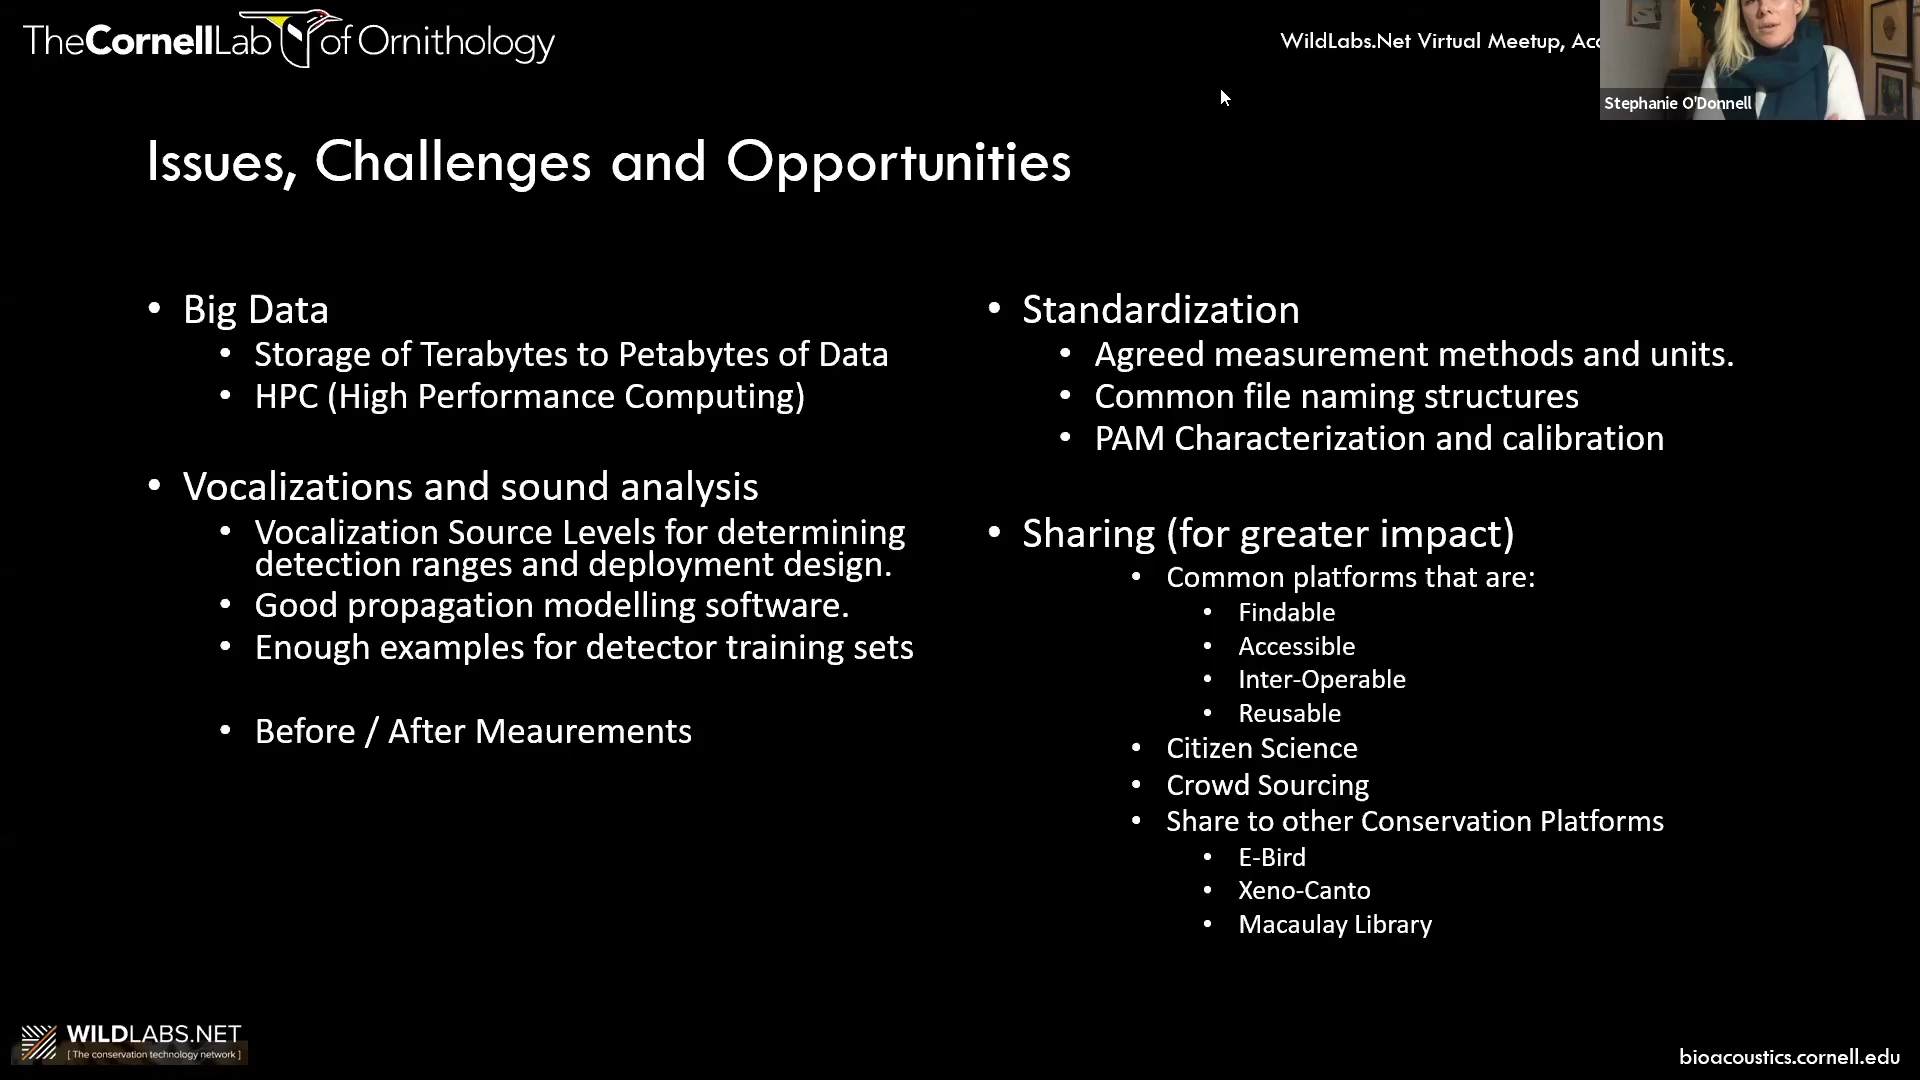 TheCornellLab of Ornithology
WildLabs.Net Virtual Meetup,
Stephanie O'Donnell
Issues, Challenges and Opportunities
• Big Data
• Storage of Terabytes to Petabytes of Data
• HPC (High Performance Computing)
• Vocalizations and sound analysis
• Vocalization Source Levels for determining
detection ranges and deployment design.
• Good propagation modelling software.
• Enough examples for detector training sets
• Before / After Meaurements
• Standardization
• Agreed measurement methods and units.
• Common file naming structures
• PAM Characterization and calibration
• Sharing (for greater impact)
• Common platforms that are:
• Findable
• Accessible
• Inter-Operable
• Reusable
• Citizen Science
• Crowd Sourcing
• Share to other Conservation Platforms
• E-Bird
• Xeno-Canto
• Macaulay Library
WILDLABS.NET
[ The conservation technology network ]
bioacoustics.cornell.edu